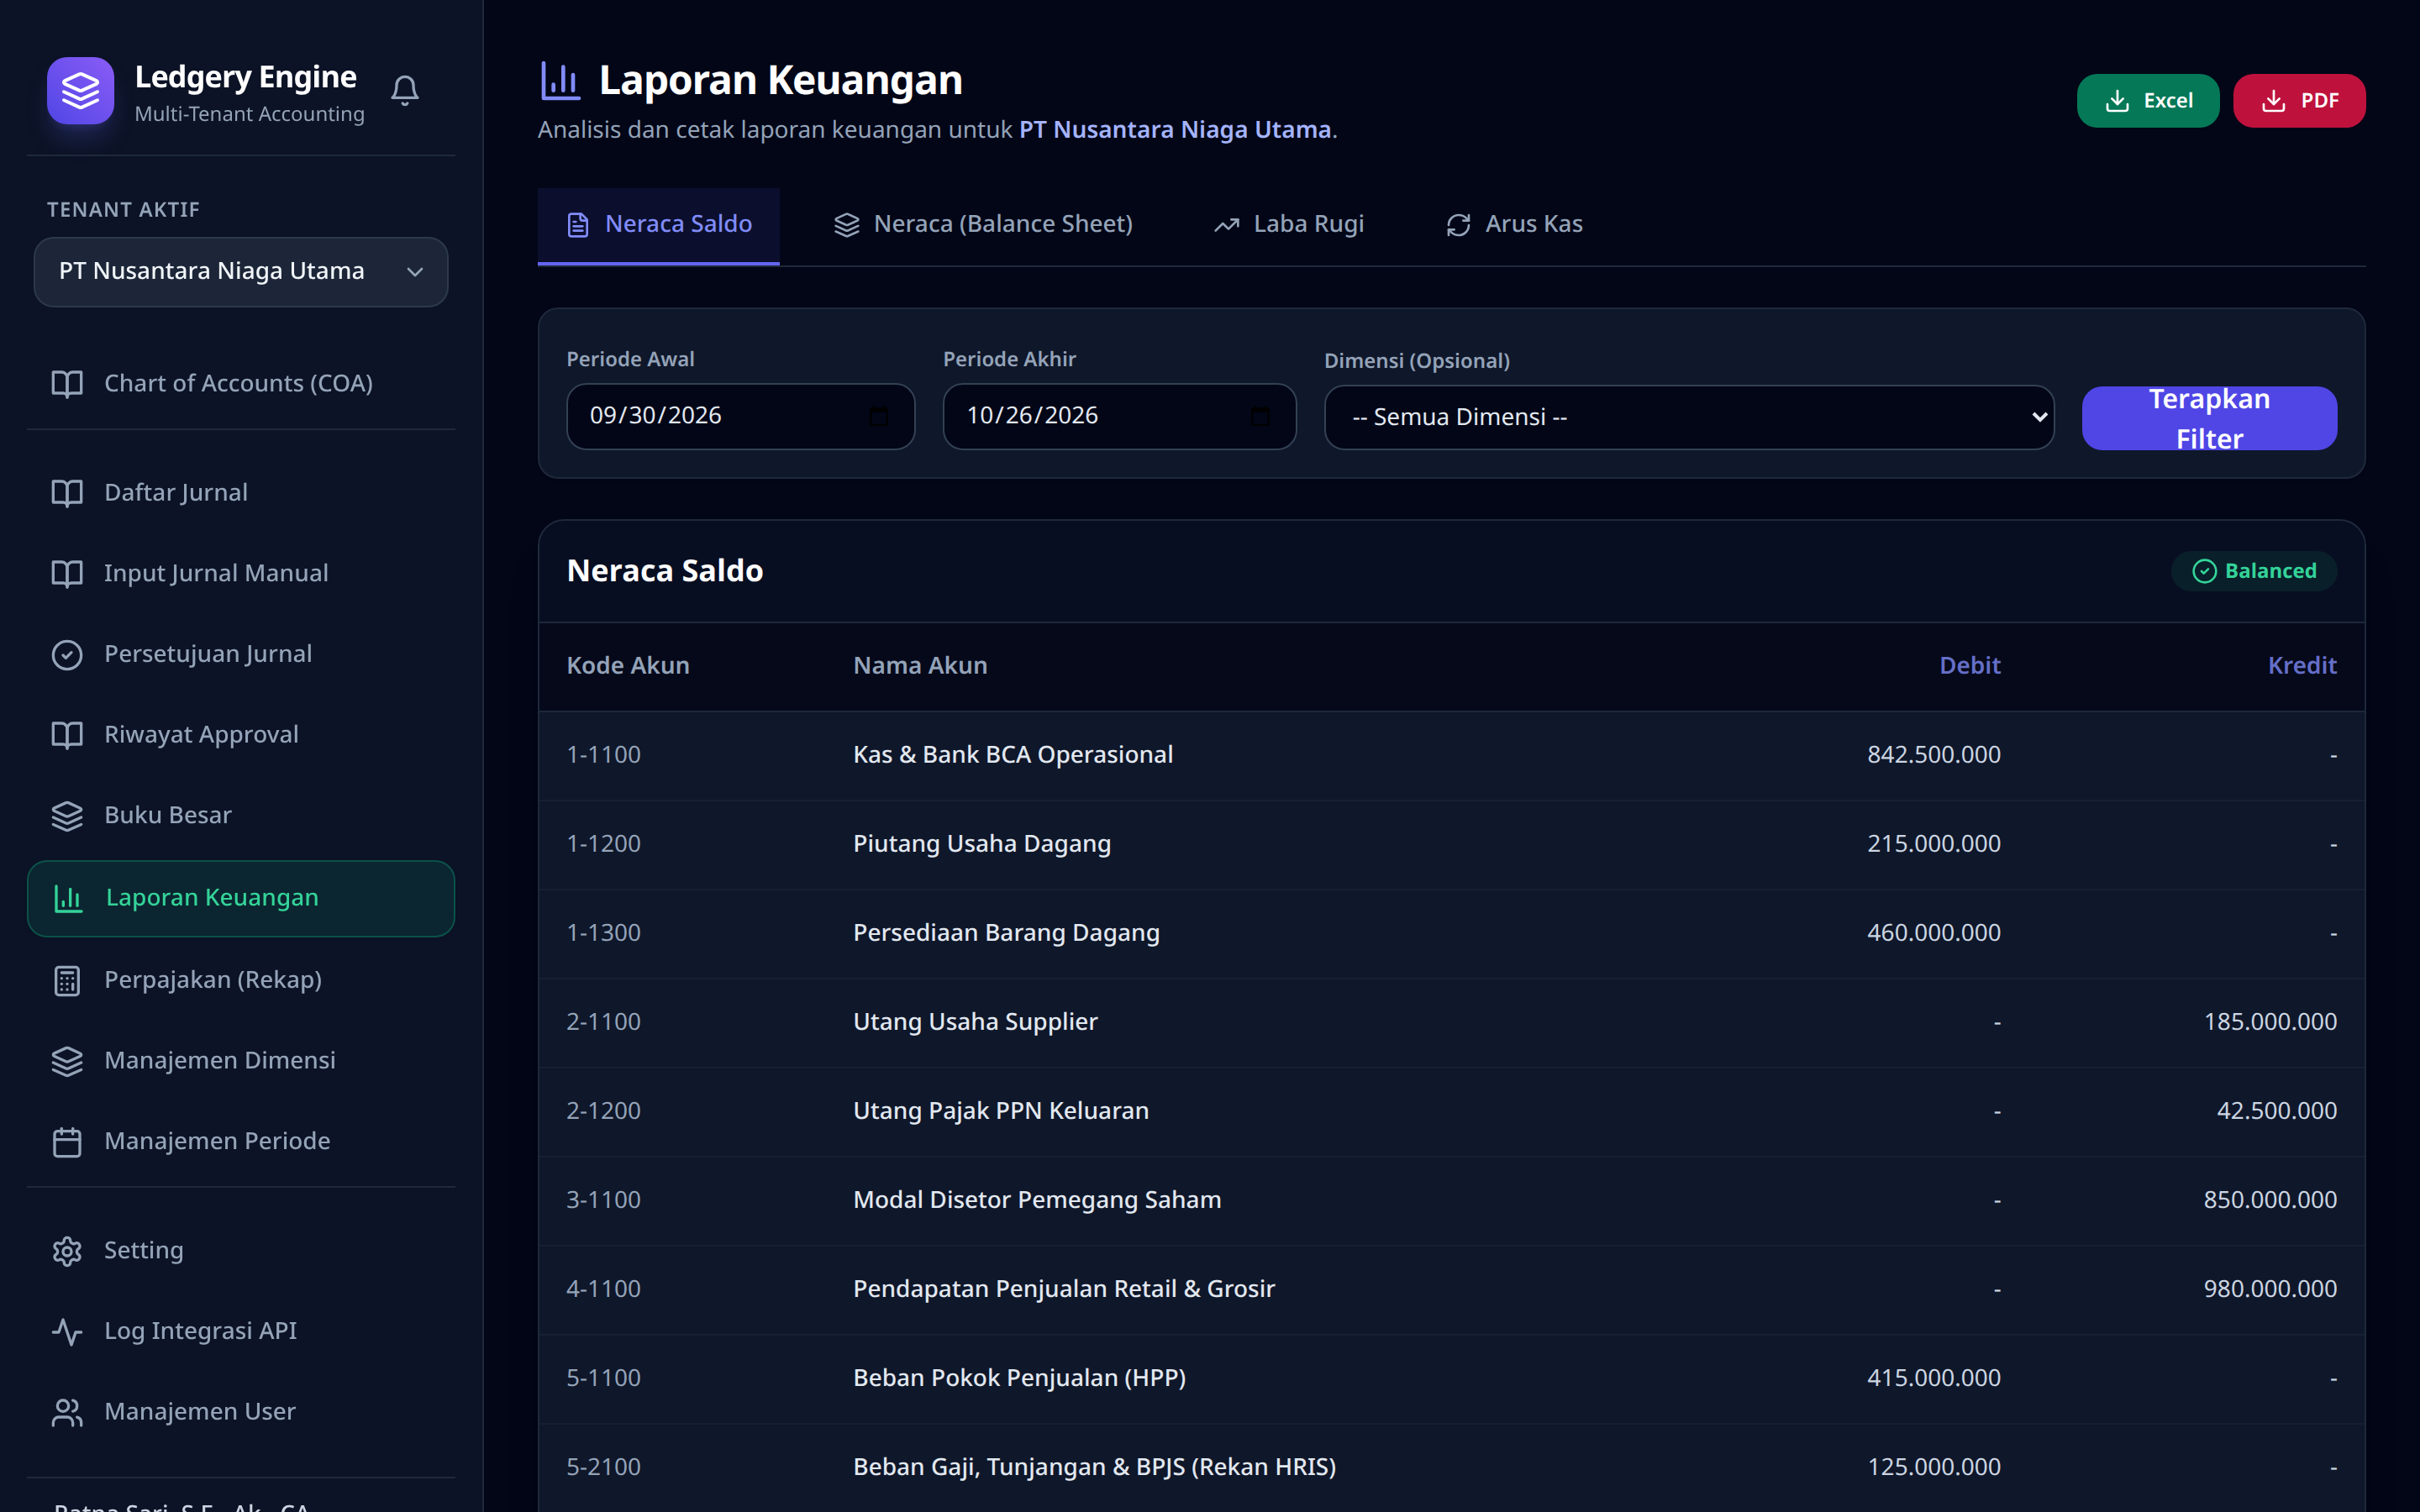 Ledgery Engine
Multi-Tenant Accounting
TENANT AKTIF
PT Nusantara Niaga Utama
Chart of Accounts (COA)
Daftar Jurnal
Input Jurnal Manual
Persetujuan Jurnal
Riwayat Approval
Buku Besar
Laporan Keuangan
Perpajakan (Rekap)
Manajemen Dimensi
Manajemen Periode
Setting
Log Integrasi API
Manajemen User
Ratna Sari, S.E., Ak., CA
Laporan Keuangan
Analisis dan cetak laporan keuangan untuk PT Nusantara Niaga Utama.
Excel
PDF
Neraca Saldo
Neraca (Balance Sheet)
Laba Rugi
Arus Kas
Periode Awal
09/30/2026
Periode Akhir
10/26/2026
Dimensi (Opsional)
-- Semua Dimensi --
Terapkan
Filter
Neraca Saldo
Balanced
Kode Akun Nama Akun Debit Kredit
1-1100 Kas & Bank BCA Operasional 842.500.000 -
1-1200 Piutang Usaha Dagang 215.000.000 -
1-1300 Persediaan Barang Dagang 460.000.000 -
2-1100 Utang Usaha Supplier - 185.000.000
2-1200 Utang Pajak PPN Keluaran - 42.500.000
3-1100 Modal Disetor Pemegang Saham - 850.000.000
4-1100 Pendapatan Penjualan Retail & Grosir - 980.000.000
5-1100 Beban Pokok Penjualan (HPP) 415.000.000 -
5-2100 Beban Gaji, Tunjangan & BPJS (Rekan HRIS) 125.000.000 -